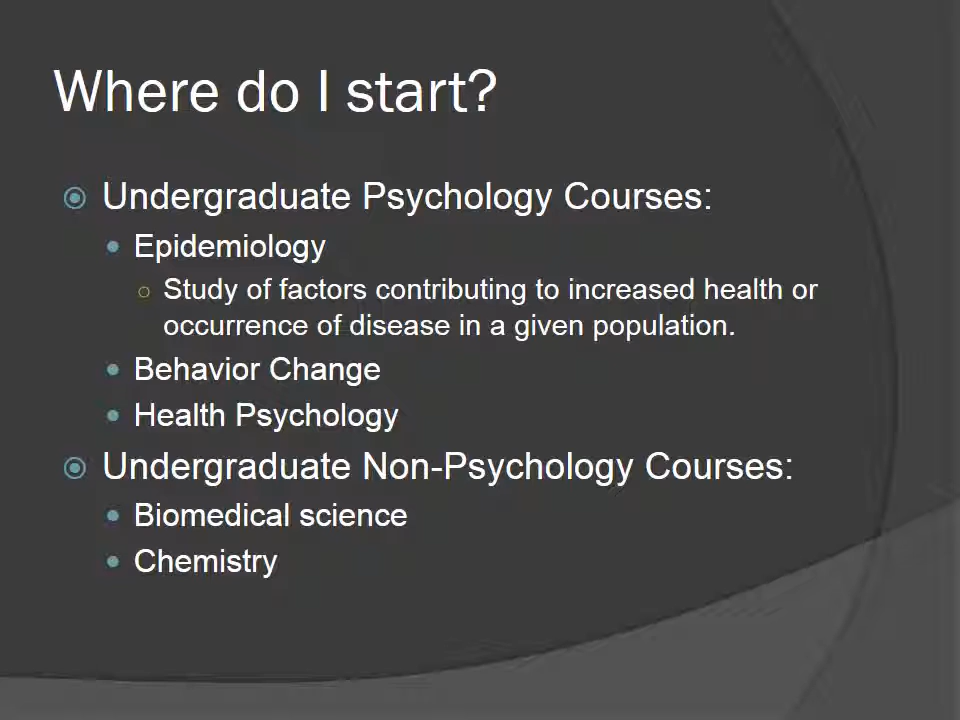 Where do I start?
Undergraduate Psychology Courses:
Epidemiology
Study of factors contributing to increased health or
occurrence of disease in a given population.
Behavior Change
Health Psychology
Undergraduate Non-Psychology Courses:
Biomedical science
Chemistry